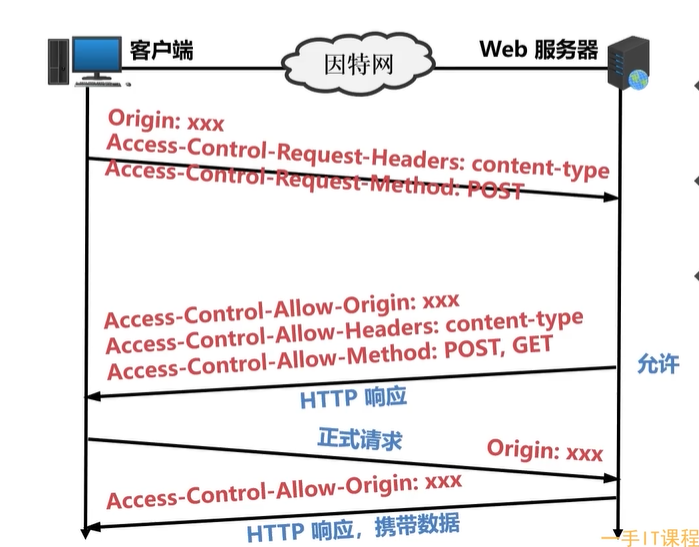 客户端
因特网
Web 服务器
Origin: xxx
Access-Control-Request-Headers: content-type
Access-Control-Request-Method: POST
Access-Control-Allow-Origin: xxx
Access-Control-Allow-Headers: content-type
Access-Control-Allow-Method: POST, GET
允许
HTTP 响应
正式请求
Origin: xxx
Access-Control-Allow-Origin: xxx
HTTP 响应，携带数据
一手IT课程